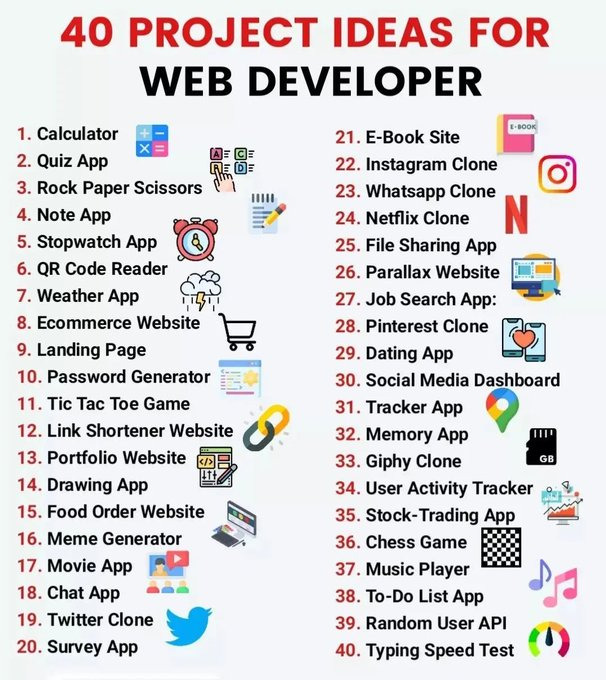 40 PROJECT IDEAS FOR
WEB DEVELOPER
1. Calculator
2. Quiz App
3. Rock Paper Scissors
4. Note App
5. Stopwatch App
6. QR Code Reader
7. Weather App
8. Ecommerce Website
9. Landing Page
10. Password Generator
11. Tic Tac Toe Game
12. Link Shortener Website
13. Portfolio Website
14. Drawing App
15. Food Order Website
16. Meme Generator
17. Movie App
18. Chat App
19. Twitter Clone
20. Survey App
A
C
B
D
21. E-Book Site
E-BOOK
22. Instagram Clone
23. Whatsapp Clone
24. Netflix Clone
N
25. File Sharing App
26. Parallax Website
27. Job Search App:
28. Pinterest Clone
29. Dating App
30. Social Media Dashboard
31. Tracker App
32. Memory App
GB
33. Giphy Clone
34. User Activity Tracker
35. Stock-Trading App
36. Chess Game
37. Music Player
38. To-Do List App
39. Random User API
40. Typing Speed Test